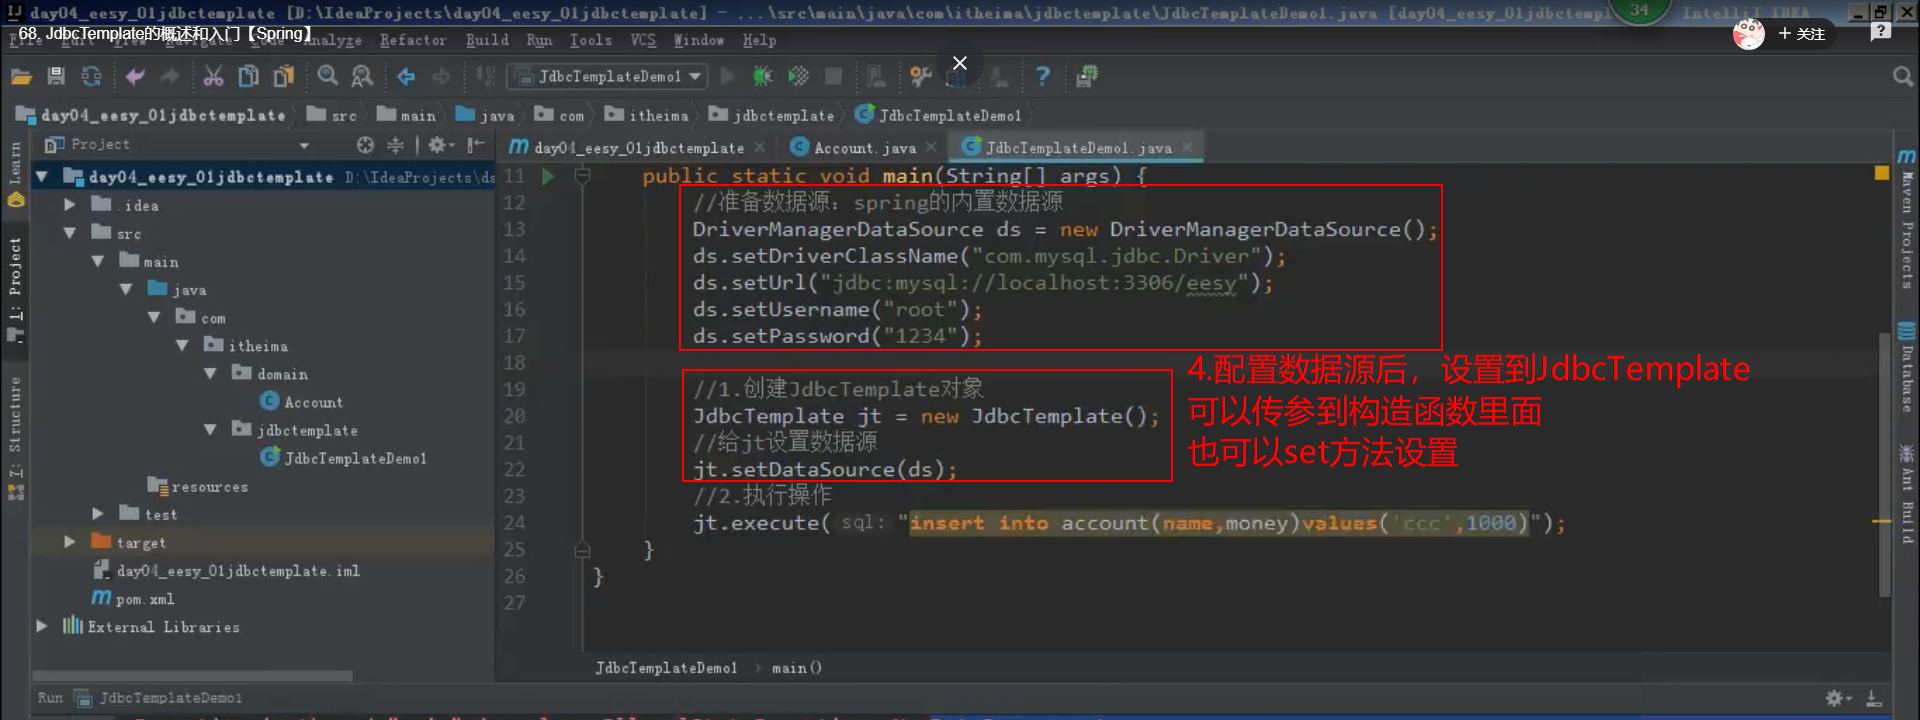 day04_eesy_01jdbctemplate [D:\IdeaProjects\day04_eesy_01jdbctemplate] - ...\src\main\java\com\itheima\jdbctemplate\JdbcTemplateDemo1.java [day04_eesy_01jdbctempl
IntelliJ IDEA
34
68. JdbcTemplate的概述和入门【Spring】
+ 关注
Analyze Refactor Build Run Tools VCS Window Help
JdbcTemplateDemo1
day04_eesy_01jdbctemplate src main java com itheima jdbctemplate JdbcTemplateDemo1
Project
day04_eesy_01jdbctemplate Account.java JdbcTemplateDemo1.java
Learn
1: Project
7: Structure
day04_eesy_01jdbctemplate D:\IdeaProjects\da
.idea
src
main
java
com
itheima
domain
Account
jdbctemplate
JdbcTemplateDemo1
resources
test
target
day04_eesy_01jdbctemplate.iml
pom.xml
External Libraries
11 public static void main(String[] args) {
12 //准备数据源：spring的内置数据源
13 DriverManagerDataSource ds = new DriverManagerDataSource();
14 ds.setDriverClassName("com.mysql.jdbc.Driver");
15 ds.setUrl("jdbc:mysql://localhost:3306/eesy");
16 ds.setUsername("root");
17 ds.setPassword("1234");
18
19 //1.创建JdbcTemplate对象
20 JdbcTemplate jt = new JdbcTemplate();
21 //给jt设置数据源
22 jt.setDataSource(ds);
23 //2.执行操作
24 jt.execute( sql: "insert into account(name,money)values('ccc',1000)");
25 }
26 }
27
4.配置数据源后，设置到JdbcTemplate
可以传参到构造函数里面
也可以set方法设置
Maven Projects
Database
Ant Build
JdbcTemplateDemo1 main()
Run JdbcTemplateDemo1